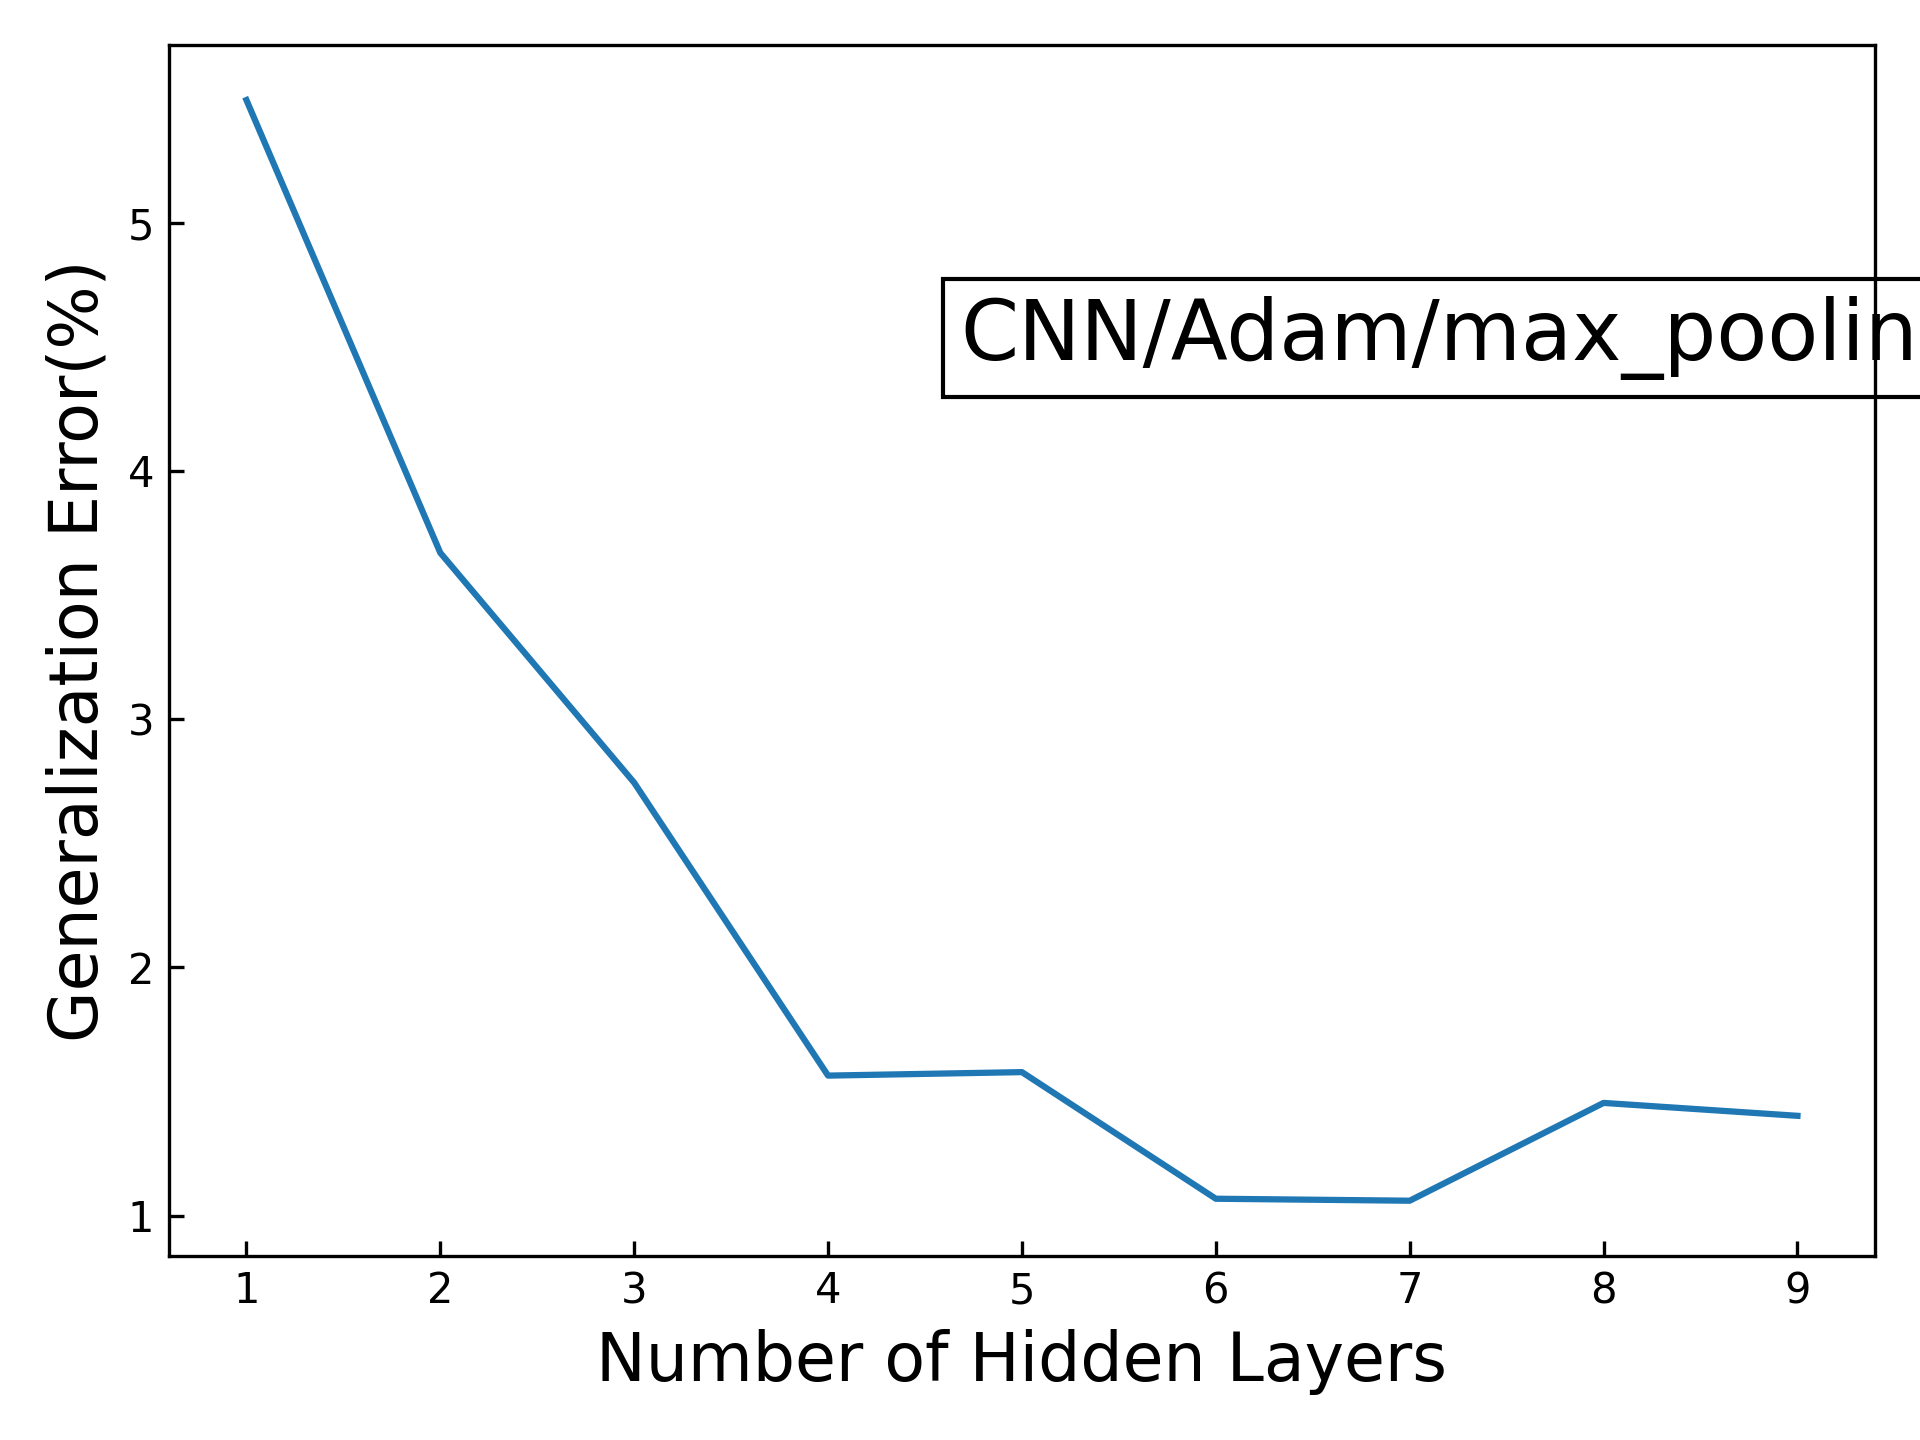 Generalization Error(%)
5
4
3
2
1
CNN/Adam/max_poolin
1 2 3 4 5 6 7 8 9
Number of Hidden Layers